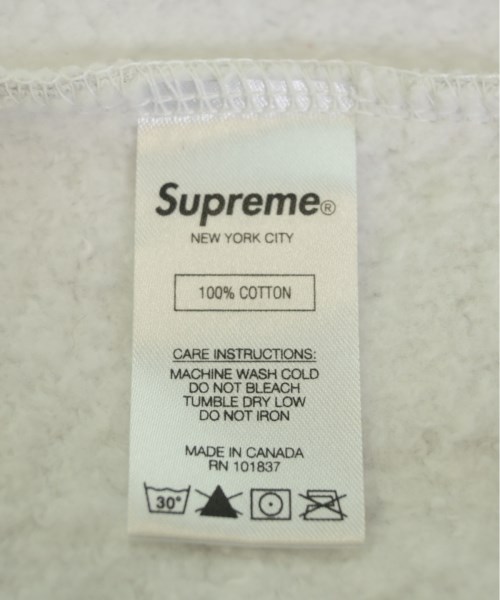 Supreme®
NEW YORK CITY
100% COTTON
CARE INSTRUCTIONS:
MACHINE WASH COLD
DO NOT BLEACH
TUMBLE DRY LOW
DO NOT IRON
MADE IN CANADA
RN 101837
30°